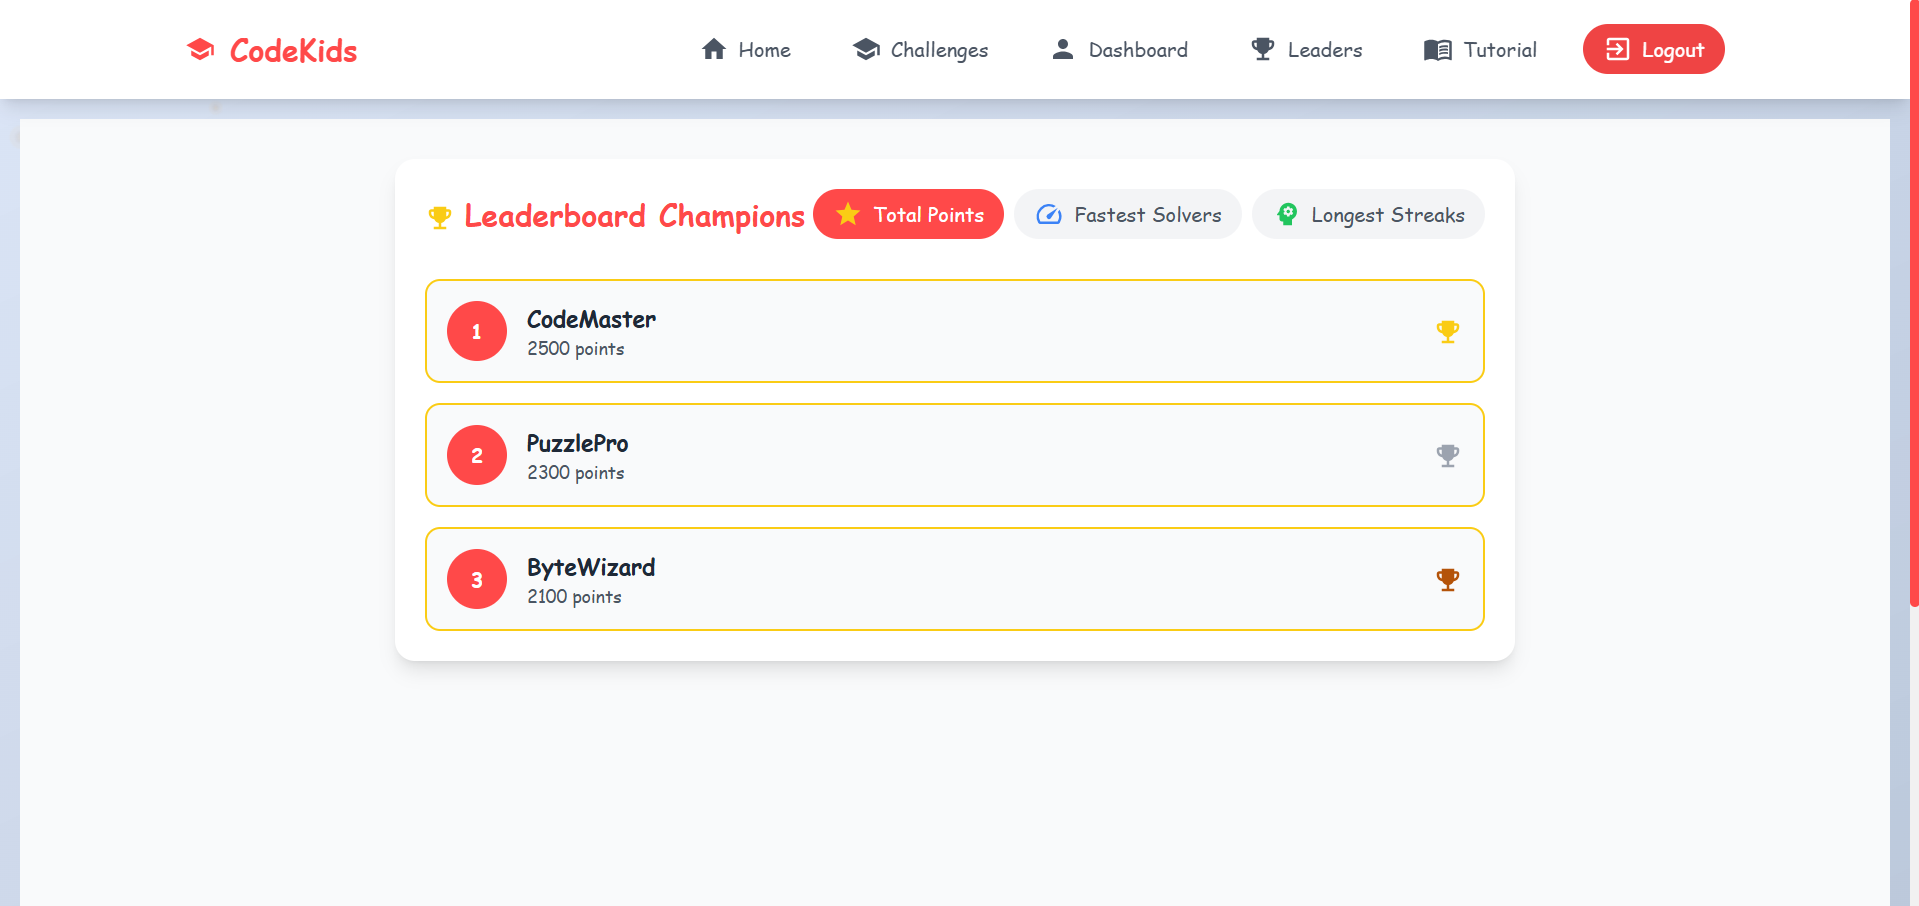 CodeKids
Home
Challenges
Dashboard
Leaders
Tutorial
Logout
Leaderboard Champions
Total Points
Fastest Solvers
Longest Streaks
1
CodeMaster
2500 points
2
PuzzlePro
2300 points
3
ByteWizard
2100 points